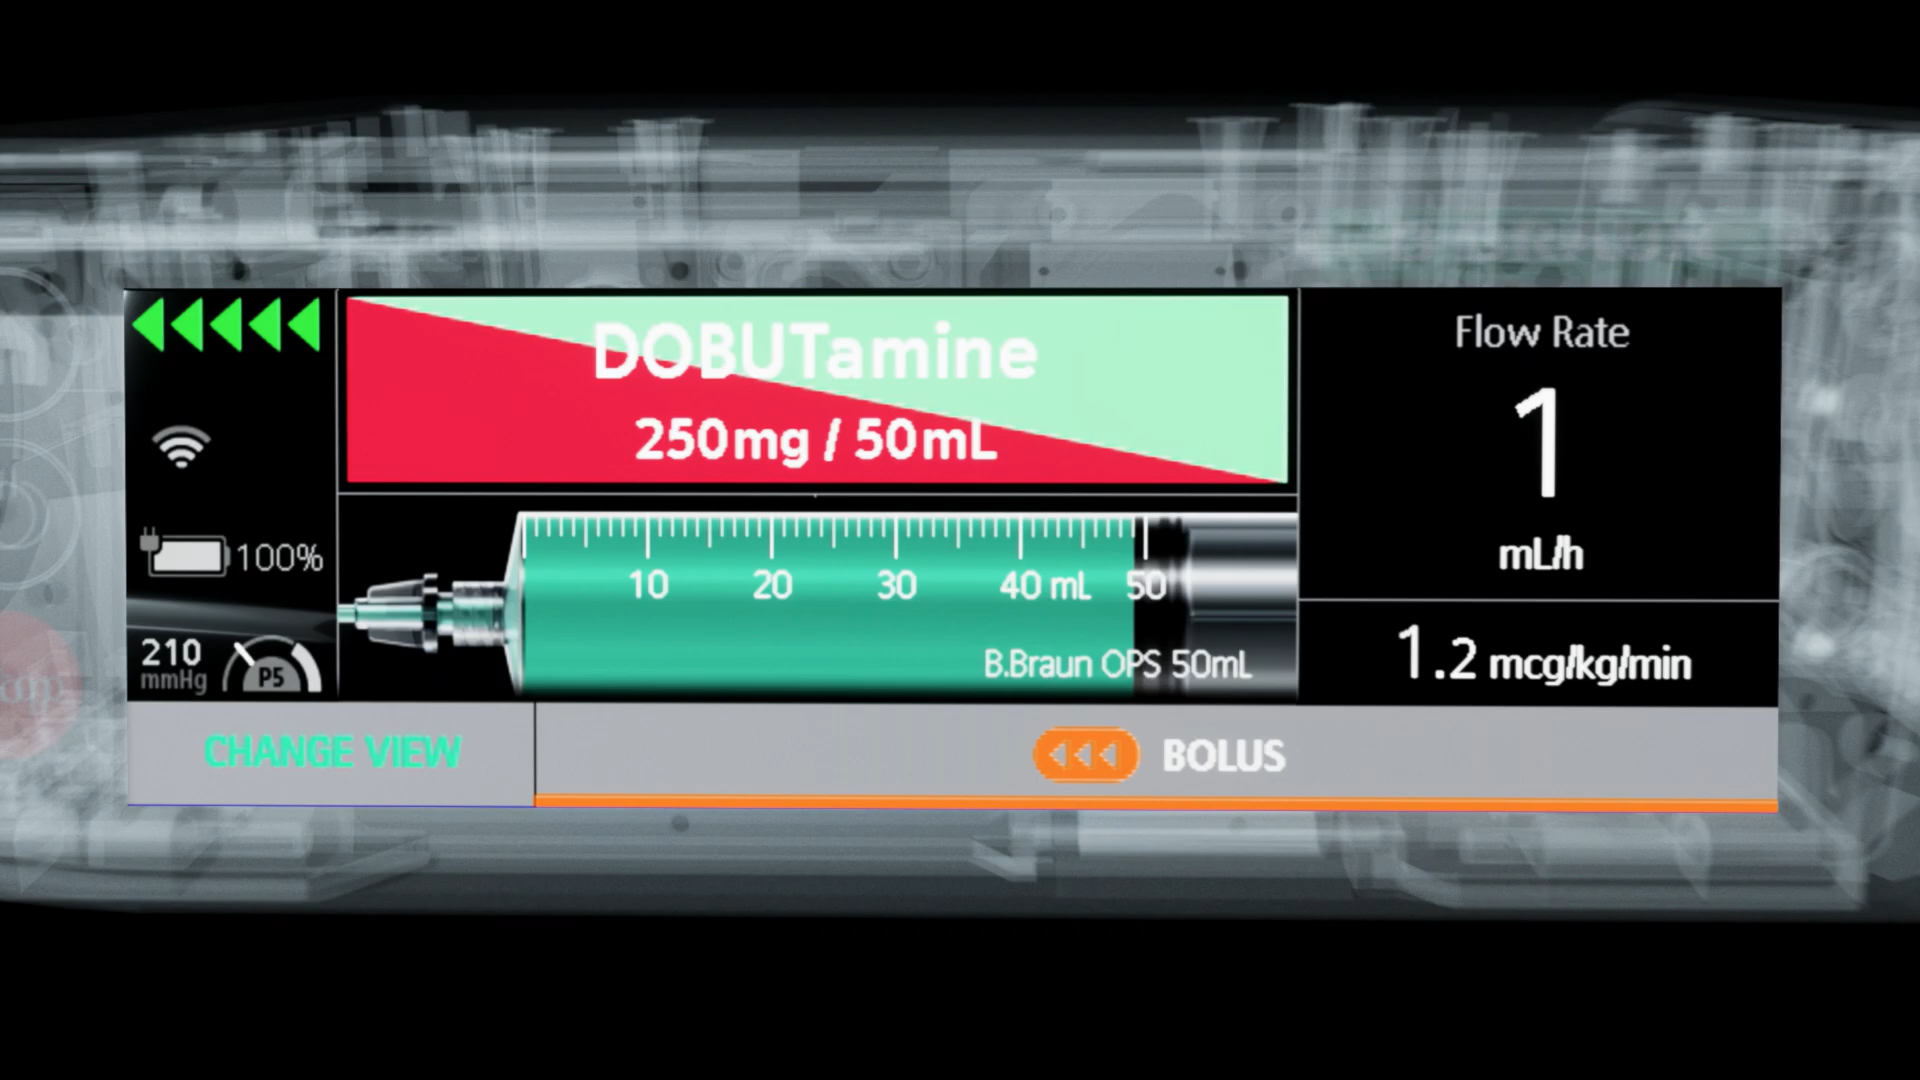 DOBUTamine
250mg / 50mL
Flow Rate
1
mL/h
1.2 mcg/kg/min
100%
210
mmHg
P5
10 20 30 40 mL 50
B.Braun OPS 50mL
CHANGE VIEW
BOLUS